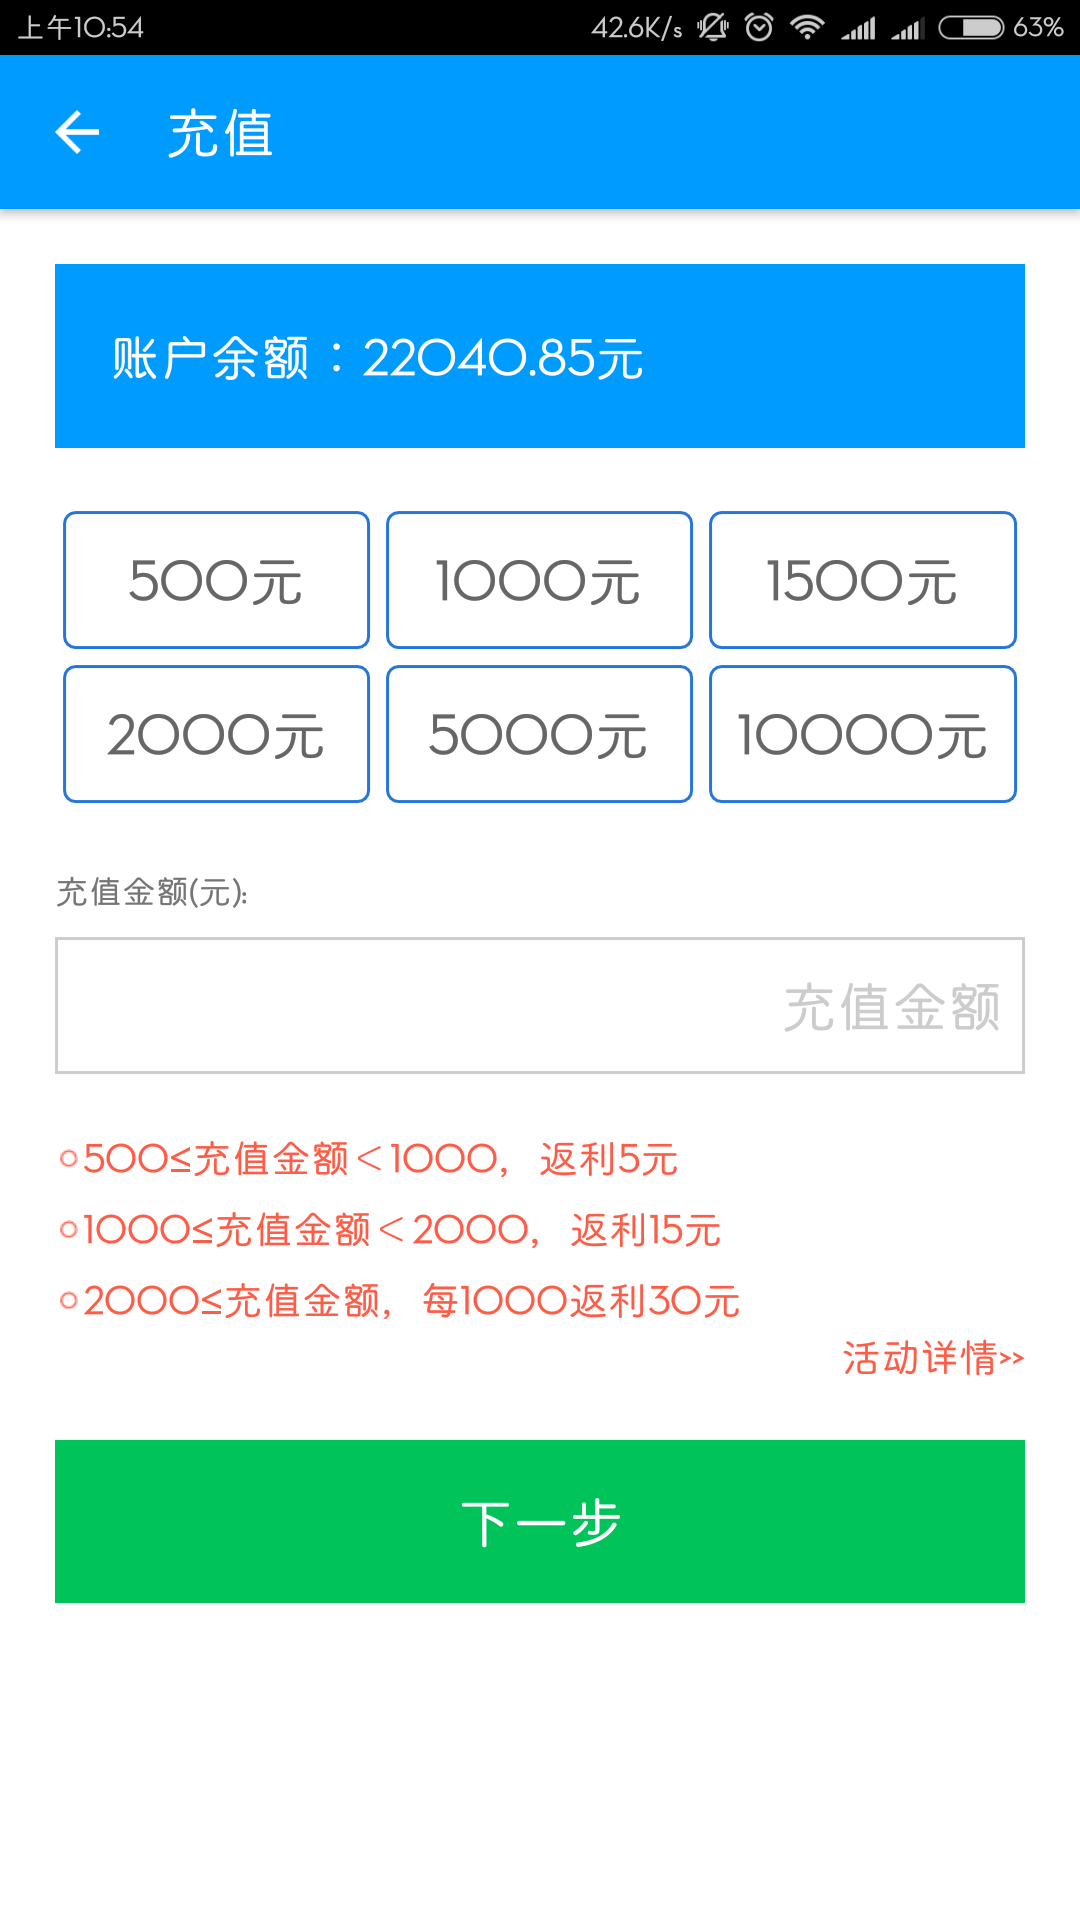 上午10:54 42.6K/s 63%
充值
账户余额：22040.85元
500元 1000元 1500元
2000元 5000元 10000元
充值金额(元):
充值金额
500≤充值金额＜1000，返利5元
1000≤充值金额＜2000，返利15元
2000≤充值金额，每1000返利30元
活动详情>>
下一步